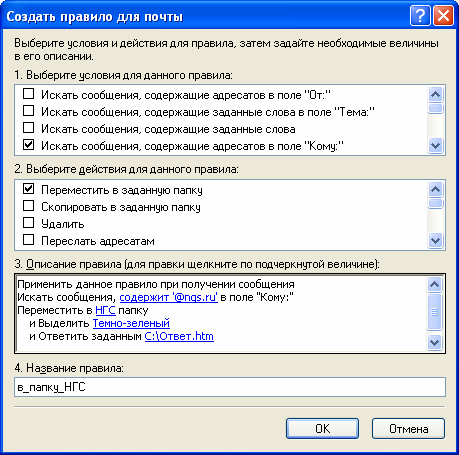 Создать правило для почты
Выберите условия и действия для правила, затем задайте необходимые величины
в его описании.
1. Выберите условия для данного правила:
Искать сообщения, содержащие адресатов в поле "От:"
Искать сообщения, содержащие заданные слова в поле "Тема:"
Искать сообщения, содержащие заданные слова
Искать сообщения, содержащие адресатов в поле "Кому:"
2. Выберите действия для данного правила:
Переместить в заданную папку
Скопировать в заданную папку
Удалить
Переслать адресатам
3. Описание правила (для правки щелкните по подчеркнутой величине):
Применить данное правило при получении сообщения
Искать сообщения, содержит '@ngs.ru' в поле "Кому:"
Переместить в НГС папку
и Выделить Темно-зеленый
и Ответить заданным C:\Ответ.htm
4. Название правила:
в_папку_НГС
OK
Отмена